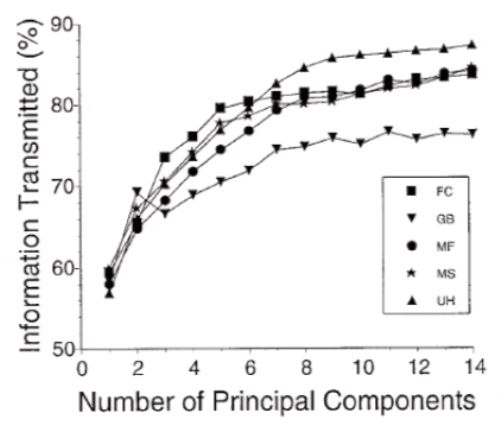 Information Transmitted (%)
90
80
70
60
50
0 2 4 6 8 10 12 14
Number of Principal Components
FC
GB
MF
MS
UH